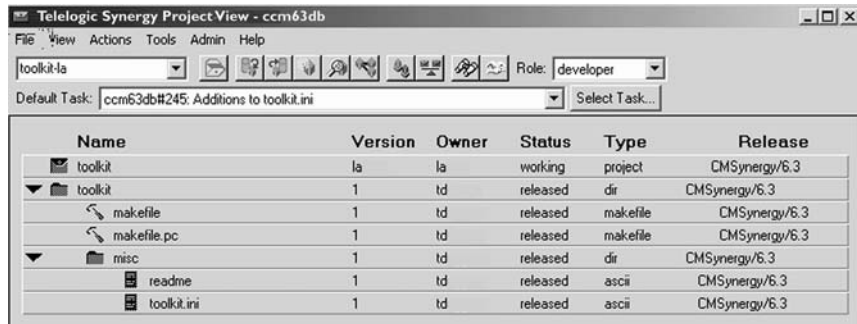 Telelogic Synergy Project View - ccm63db
File View Actions Tools Admin Help
toolkit-la Role: developer
Default Task: ccm63db#245: Additions to toolkit.ini Select Task...
Name Version Owner Status Type Release
toolkit la la working project CMSynergy/6.3
toolkit 1 td released dir CMSynergy/6.3
makefile 1 td released makefile CMSynergy/6.3
makefile.pc 1 td released makefile CMSynergy/6.3
misc 1 td released dir CMSynergy/6.3
readme 1 td released ascii CMSynergy/6.3
toolkit.ini 1 td released ascii CMSynergy/6.3